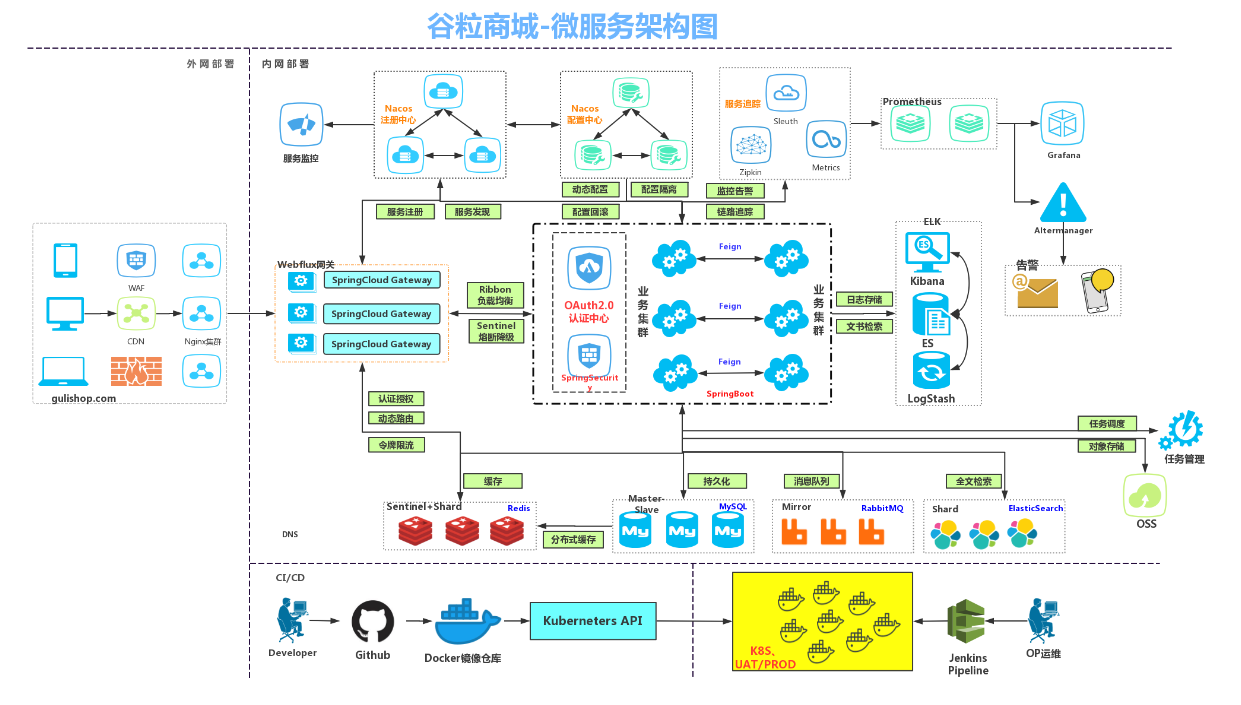 谷粒商城-微服务架构图
外网部署
内网部署
服务监控
Nacos
注册中心
Nacos
配置中心
服务追踪
Sleuth
Zipkin
Metrics
Prometheus
Grafana
Altermanager
告警
@
动态配置
配置隔离
配置回滚
监控告警
链路追踪
服务注册
服务发现
WAF
CDN
Nginx集群
gulishop.com
Webflux网关
SpringCloud Gateway
SpringCloud Gateway
SpringCloud Gateway
Ribbon
负载均衡
Sentinel
熔断降级
OAuth2.0
认证中心
SpringSecurit
y
业务集群
Feign
Feign
Feign
业务集群
SpringBoot
日志存储
文书检索
ELK
ES
Kibana
ES
LogStash
认证授权
动态路由
令牌限流
任务调度
对象存储
任务管理
OSS
缓存
持久化
消息队列
全文检索
Sentinel+Shard
Redis
分布式缓存
Master-
Slave
MySQL
My
My
My
Mirror
RabbitMQ
Shard
ElasticSearch
DNS
CI/CD
Developer
Github
Docker镜像仓库
Kuberneters API
K8S、
UAT/PROD
Jenkins
Pipeline
OP运维